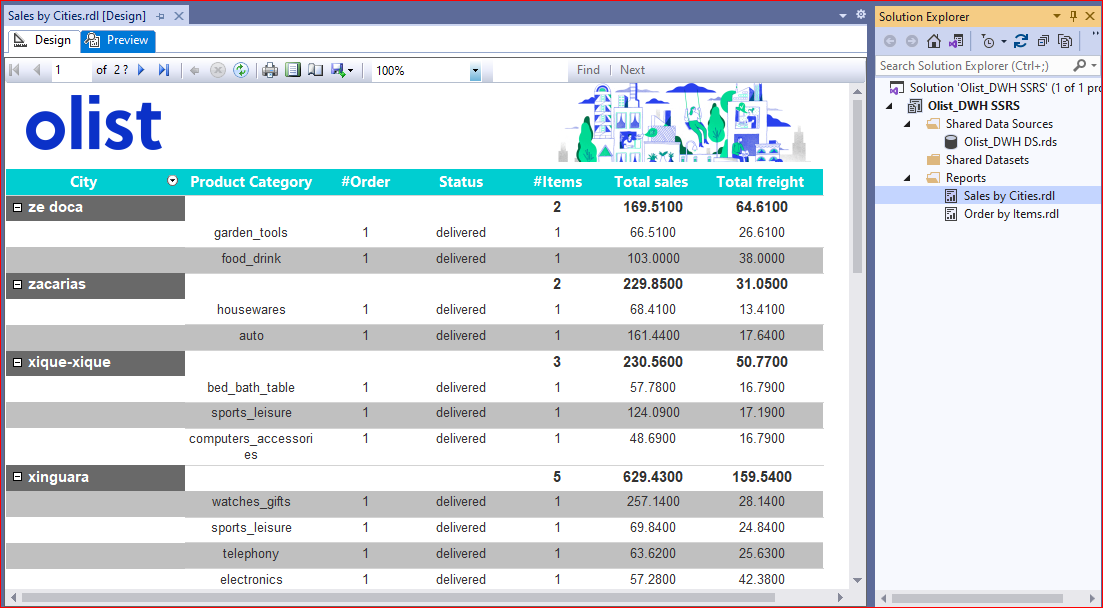 Sales by Cities.rdl [Design]
Solution Explorer
Design Preview
1 of 2 ? 100% Find | Next
Search Solution Explorer (Ctrl+;)
olist
Solution 'Olist_DWH SSRS' (1 of 1 pro
Olist_DWH SSRS
Shared Data Sources
Olist_DWH DS.rds
Shared Datasets
Reports
Sales by Cities.rdl
Order by Items.rdl
City Product Category #Order Status #Items Total sales Total freight
ze doca 2 169.5100 64.6100
garden_tools 1 delivered 1 66.5100 26.6100
food_drink 1 delivered 1 103.0000 38.0000
zacarias 2 229.8500 31.0500
housewares 1 delivered 1 68.4100 13.4100
auto 1 delivered 1 161.4400 17.6400
xique-xique 3 230.5600 50.7700
bed_bath_table 1 delivered 1 57.7800 16.7900
sports_leisure 1 delivered 1 124.0900 17.1900
computers_accessori 1 delivered 1 48.6900 16.7900
es
xinguara 5 629.4300 159.5400
watches_gifts 1 delivered 1 257.1400 28.1400
sports_leisure 1 delivered 1 69.8400 24.8400
telephony 1 delivered 1 63.6200 25.6300
electronics 1 delivered 1 57.2800 42.3800